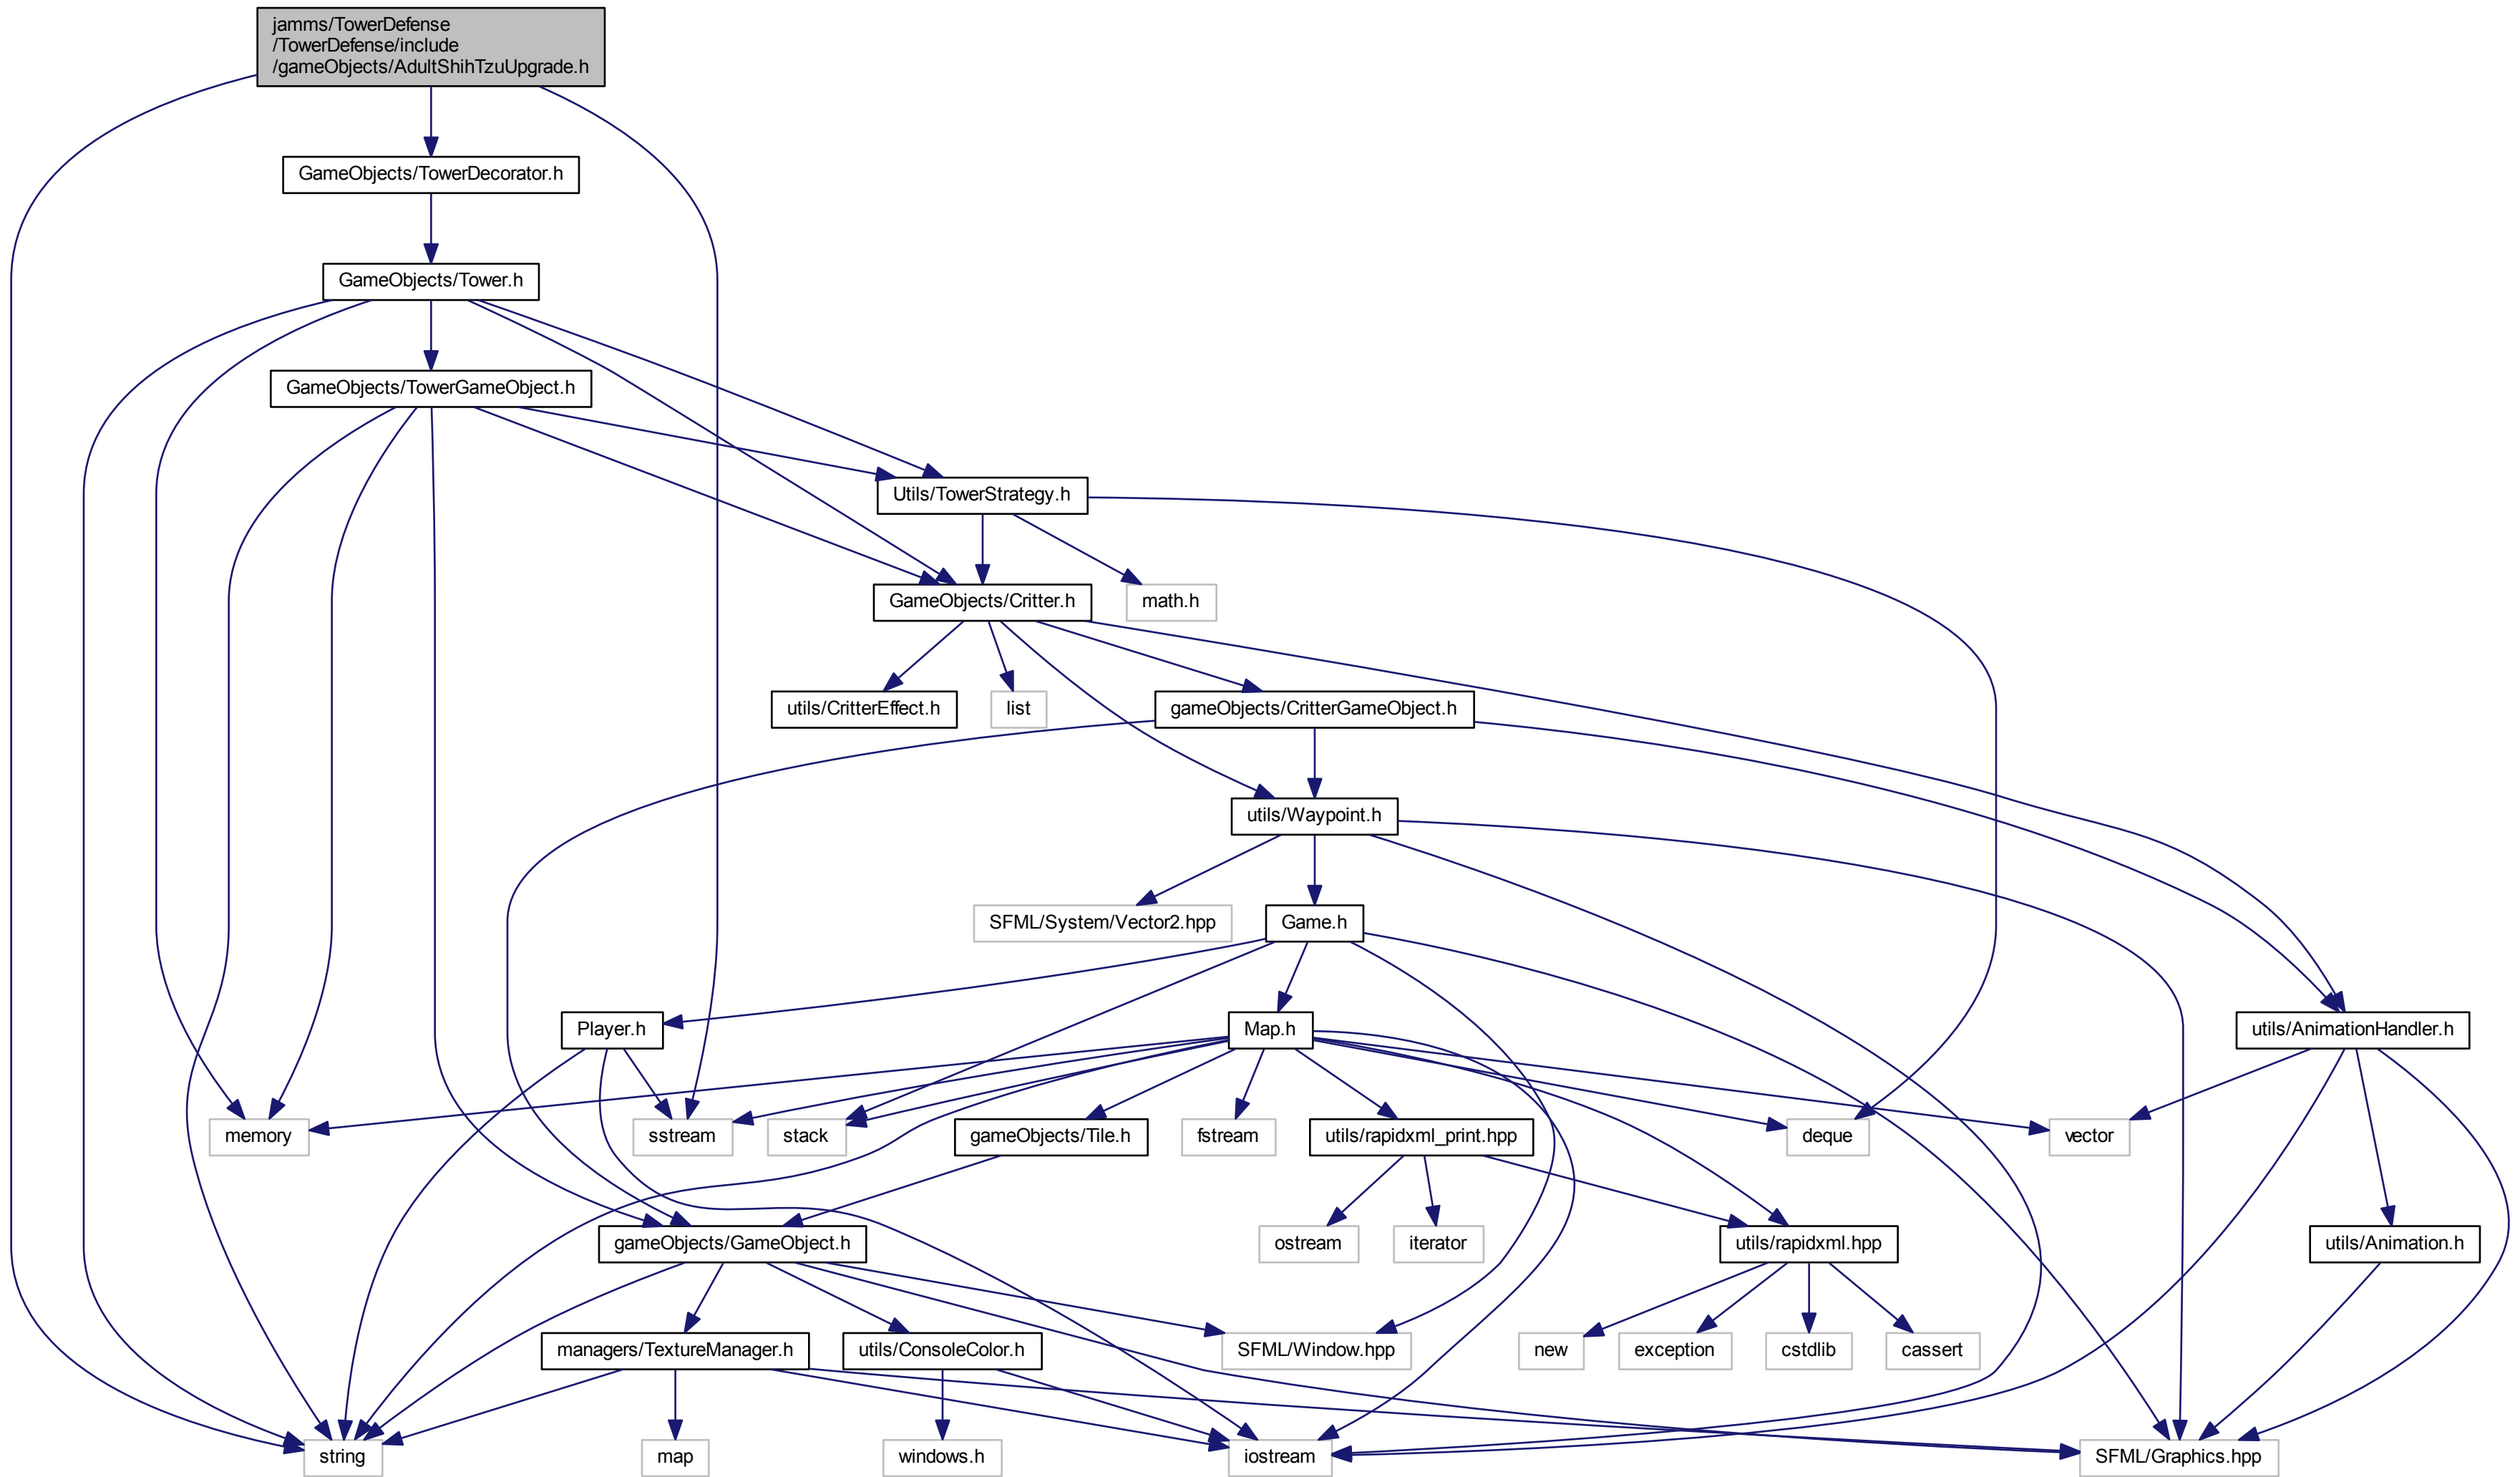 jamms/TowerDefense
/TowerDefense/include
/gameObjects/AdultShihTzuUpgrade.h
GameObjects/TowerDecorator.h
GameObjects/Tower.h
GameObjects/TowerGameObject.h
Utils/TowerStrategy.h
GameObjects/Critter.h
math.h
utils/CritterEffect.h
list
gameObjects/CritterGameObject.h
utils/Waypoint.h
SFML/System/Vector2.hpp
Game.h
Player.h
Map.h
utils/AnimationHandler.h
memory
sstream
stack
gameObjects/Tile.h
fstream
utils/rapidxml_print.hpp
deque
vector
gameObjects/GameObject.h
ostream
iterator
utils/rapidxml.hpp
utils/Animation.h
managers/TextureManager.h
utils/ConsoleColor.h
SFML/Window.hpp
new
exception
cstdlib
cassert
string
map
windows.h
iostream
SFML/Graphics.hpp